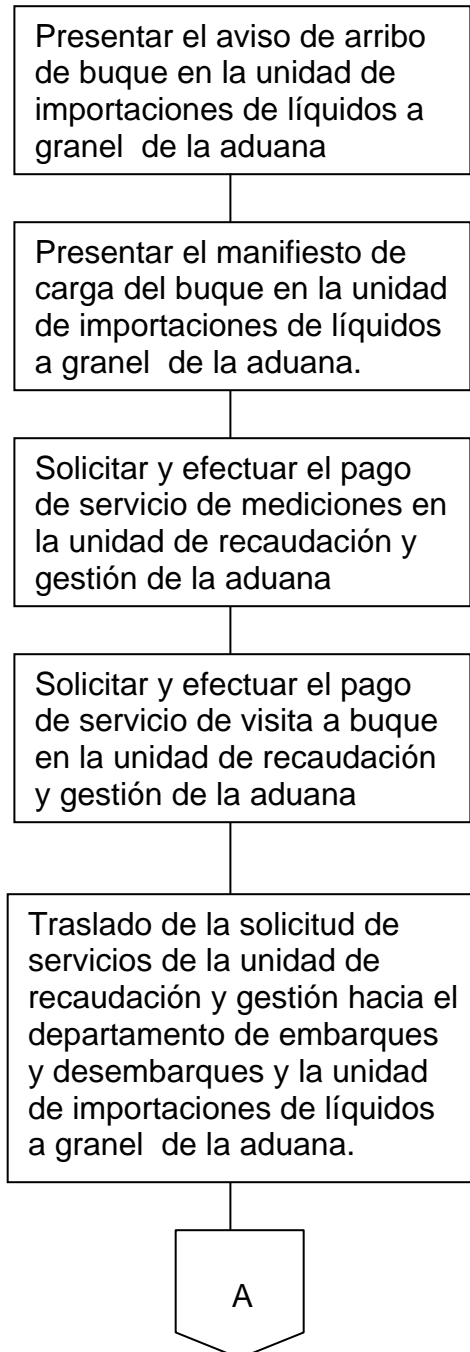 Presentar el aviso de arribo
de buque en la unidad de
importaciones de líquidos a
granel  de la aduana
Presentar el manifiesto de
carga del buque en la unidad
de importaciones de líquidos
a granel  de la aduana.
Solicitar y efectuar el pago
de servicio de mediciones en
la unidad de recaudación y
gestión de la aduana
Solicitar y efectuar el pago
de servicio de visita a buque
en la unidad de recaudación
y gestión de la aduana
Traslado de la solicitud de
servicios de la unidad de
recaudación y gestión hacia el
departamento de embarques
y desembarques y la unidad
de importaciones de líquidos
a granel  de la aduana.
A